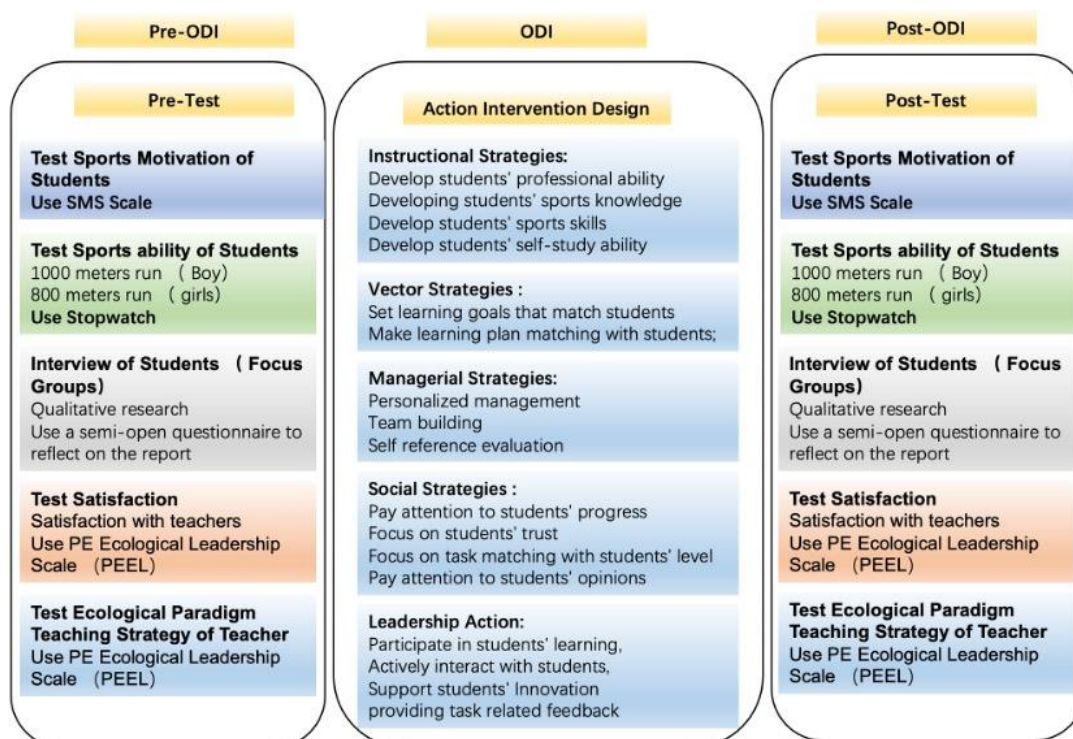 Pre-ODI
Pre-Test
Test Sports Motivation of
Students
Use SMS Scale
Test Sports ability of Students
1000 meters run （ Boy）
800 meters run （ girls）
Use Stopwatch
Interview of Students （ Focus
Groups）
Qualitative research
Use a semi-open questionnaire to
reflect on the report
Test Satisfaction
Satisfaction with teachers
Use PE Ecological Leadership
Scale （PEEL）
Test Ecological Paradigm
Teaching Strategy of Teacher
Use PE Ecological Leadership
Scale （PEEL）
ODI
Action Intervention Design
Instructional Strategies:
Develop students' professional ability
Developing students' sports knowledge
Develop students' sports skills
Develop students' self-study ability
Vector Strategies :
Set learning goals that match students
Make learning plan matching with students;
Managerial Strategies:
Personalized management
Team building
Self reference evaluation
Social Strategies :
Pay attention to students' progress
Focus on students' trust
Focus on task matching with students' level
Pay attention to students' opinions
Leadership Action:
Participate in students' learning,
Actively interact with students,
Support students' Innovation
providing task related feedback
Post-ODI
Post-Test
Test Sports Motivation of
Students
Use SMS Scale
Test Sports ability of Students
1000 meters run （ Boy）
800 meters run （ girls）
Use Stopwatch
Interview of Students （ Focus
Groups）
Qualitative research
Use a semi-open questionnaire to
reflect on the report
Test Satisfaction
Satisfaction with teachers
Use PE Ecological Leadership
Scale （PEEL）
Test Ecological Paradigm
Teaching Strategy of Teacher
Use PE Ecological Leadership
Scale （PEEL）